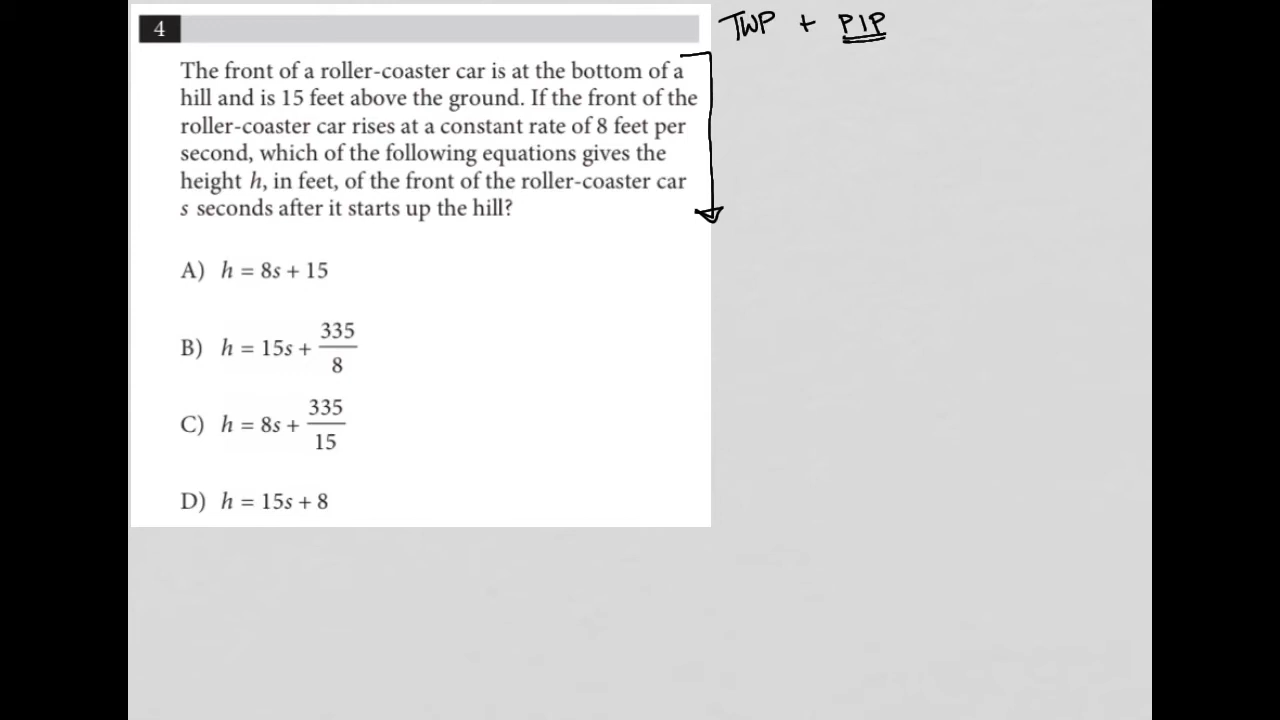 4
TWP + PIP
The front of a roller-coaster car is at the bottom of a
hill and is 15 feet above the ground. If the front of the
roller-coaster car rises at a constant rate of 8 feet per
second, which of the following equations gives the
height h, in feet, of the front of the roller-coaster car
s seconds after it starts up the hill?
A) h = 8s + 15
B) h = 15s + 335/8
C) h = 8s + 335/15
D) h = 15s + 8